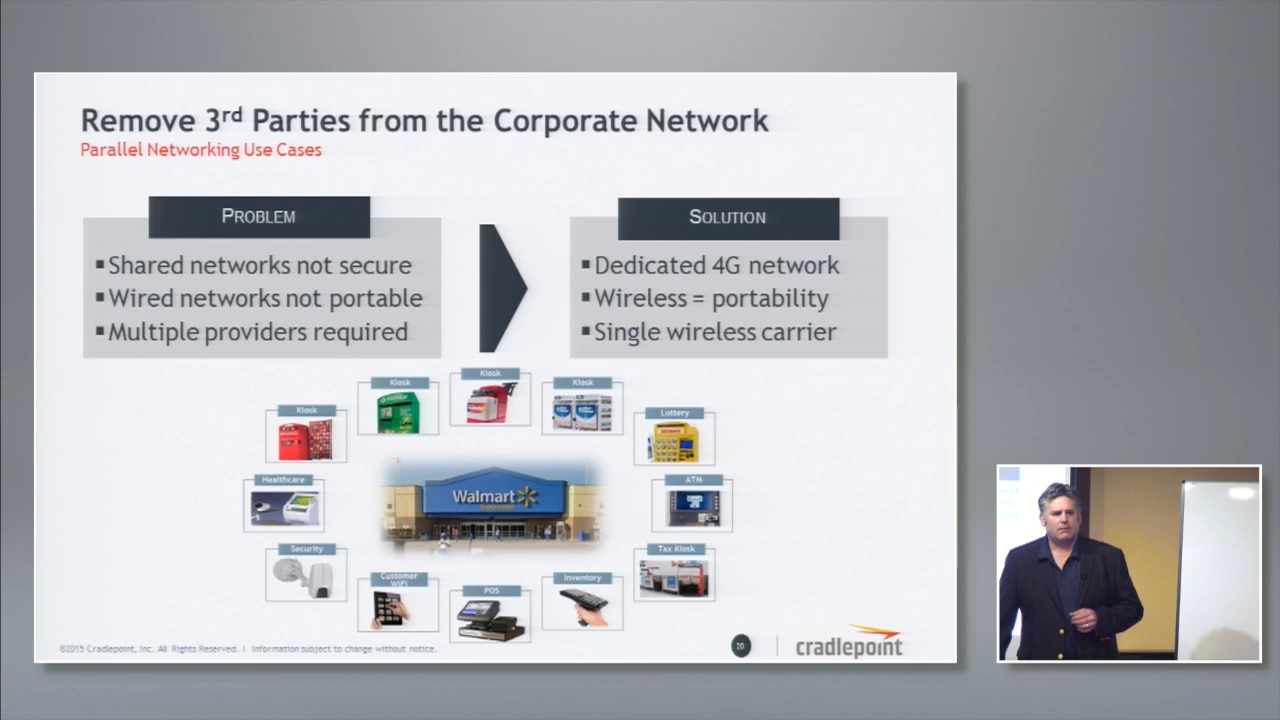 Remove 3rd Parties from the Corporate Network
Parallel Networking Use Cases
PROBLEM
▪Shared networks not secure
▪Wired networks not portable
▪Multiple providers required
SOLUTION
▪Dedicated 4G network
▪Wireless = portability
▪Single wireless carrier
Kiosk
Kiosk
Kiosk
Kiosk
Lottery
Healthcare
Walmart
ATM
Security
Tax Kiosk
Customer
WiFi
POS
Inventory
©2015 Cradlepoint, Inc. All Rights Reserved. | Information subject to change without notice.
20
cradlepoint